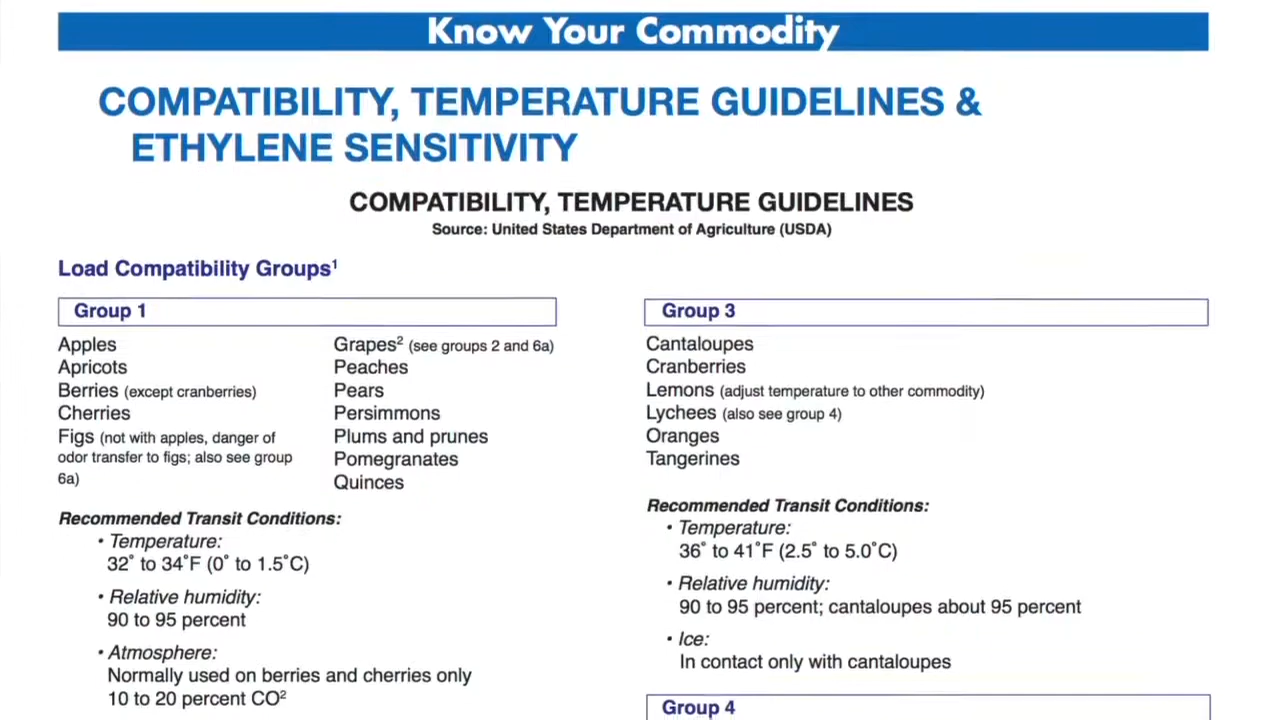 Know Your Commodity
COMPATIBILITY, TEMPERATURE GUIDELINES &
ETHYLENE SENSITIVITY
COMPATIBILITY, TEMPERATURE GUIDELINES
Source: United States Department of Agriculture (USDA)
Load Compatibility Groups¹
Group 1
Apples
Apricots
Berries (except cranberries)
Cherries
Figs (not with apples, danger of
odor transfer to figs; also see group
6a)
Grapes² (see groups 2 and 6a)
Peaches
Pears
Persimmons
Plums and prunes
Pomegranates
Quinces
Recommended Transit Conditions:
• Temperature:
32˚ to 34˚F (0˚ to 1.5˚C)
• Relative humidity:
90 to 95 percent
• Atmosphere:
Normally used on berries and cherries only
10 to 20 percent CO²
Group 3
Cantaloupes
Cranberries
Lemons (adjust temperature to other commodity)
Lychees (also see group 4)
Oranges
Tangerines
Recommended Transit Conditions:
• Temperature:
36˚ to 41˚F (2.5˚ to 5.0˚C)
• Relative humidity:
90 to 95 percent; cantaloupes about 95 percent
• Ice:
In contact only with cantaloupes
Group 4